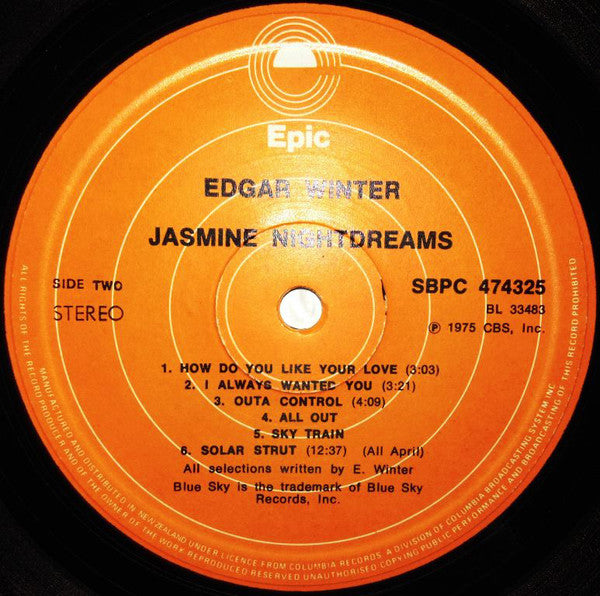 Epic
EDGAR WINTER
JASMINE NIGHTDREAMS
SIDE TWO
STEREO
SBPC 474325
BL 33483
℗ 1975 CBS, Inc.
1. HOW DO YOU LIKE YOUR LOVE (3:03)
2. I ALWAYS WANTED YOU (3:21)
3. OUTA CONTROL (4:09)
4. ALL OUT
5. SKY TRAIN
6. SOLAR STRUT (12:37) (All April)
All selections written by E. Winter
Blue Sky is the trademark of Blue Sky
Records, Inc.
MANUFACTURED AND DISTRIBUTED IN NEW ZEALAND UNDER LICENCE FROM COLUMBIA RECORDS. A DIVISION OF COLUMBIA BROADCASTING SYSTEM INC
ALL RIGHTS OF THE RECORD PRODUCER AND OF THE OWNER OF THE WORK REPRODUCED RESERVED UNAUTHORISED COPYING PUBLIC PERFORMANCE AND BROADCASTING OF THIS RECORD PROHIBITED